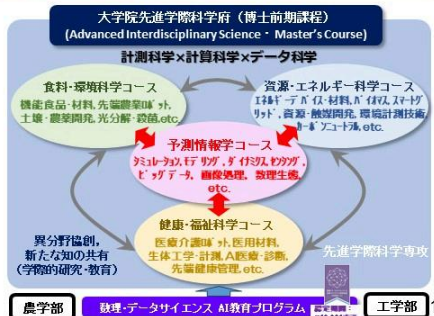 大学院先進学際科学府（博士前期課程）
(Advanced Interdisciplinary Science・ Master's Course)
計測科学×計算科学×データ科学
食料・環境科学コース
機能食品・材料, 先端農業ﾛﾎﾞｯﾄ,
土壌・農薬開発, 光分解・殺菌,etc.
資源・エネルギー科学コース
ｴﾈﾙｷﾞｰﾃﾞﾊﾞｲｽ・材料, ﾊﾞｲｵﾏｽ, ｽﾏｰﾄｸﾞ
ﾘｯﾄﾞ, 資源・触媒開発, 環境計測技術,
ｶｰﾎﾞﾝﾆｭｰﾄﾗﾙ, etc.
予測情報学コース
ｼﾐｭﾚｰｼｮﾝ, ﾓﾃﾞﾘﾝｸﾞ, ﾀﾞｲﾅﾐｸｽ, ｾﾝｼﾝｸﾞ,
ﾋﾞｯｸﾞﾃﾞｰﾀ, 画像処理, 数理生態,
etc.
健康・福祉科学コース
医療介護ﾛﾎﾞｯﾄ, 医用材料,
生体工学・計測, AI医療・診断,
先端健康管理, etc.
異分野協創,
新たな知の共有
(学際的研究・教育)
先進学際科学専攻
農学部
数理・データサイエンス AI教育プログラム
工学部